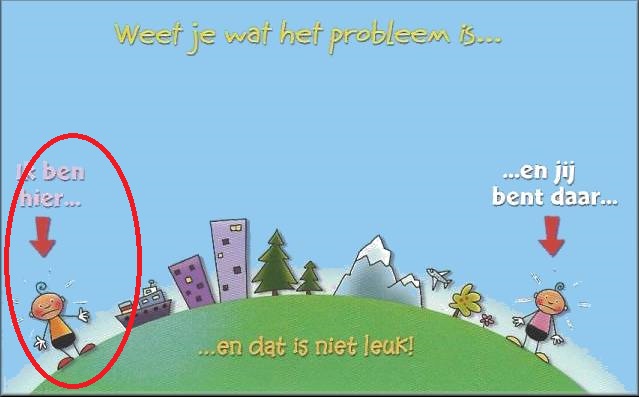 Weet je wat het probleem is...
Ik ben
hier...
...en jij
bent daar...
...en dat is niet leuk!